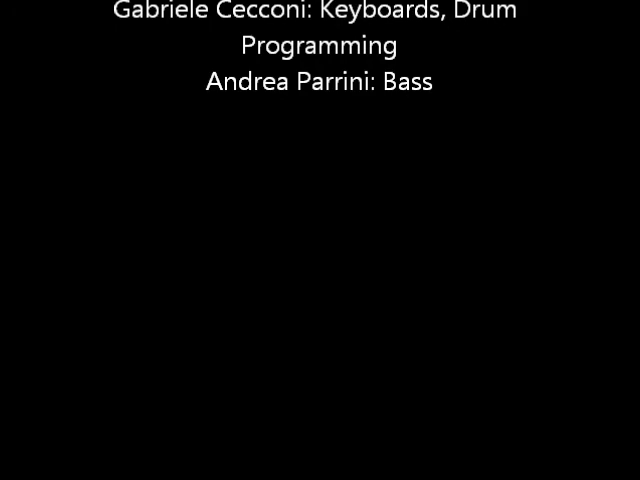 Gabriele Cecconi: Keyboards, Drum
Programming
Andrea Parrini: Bass